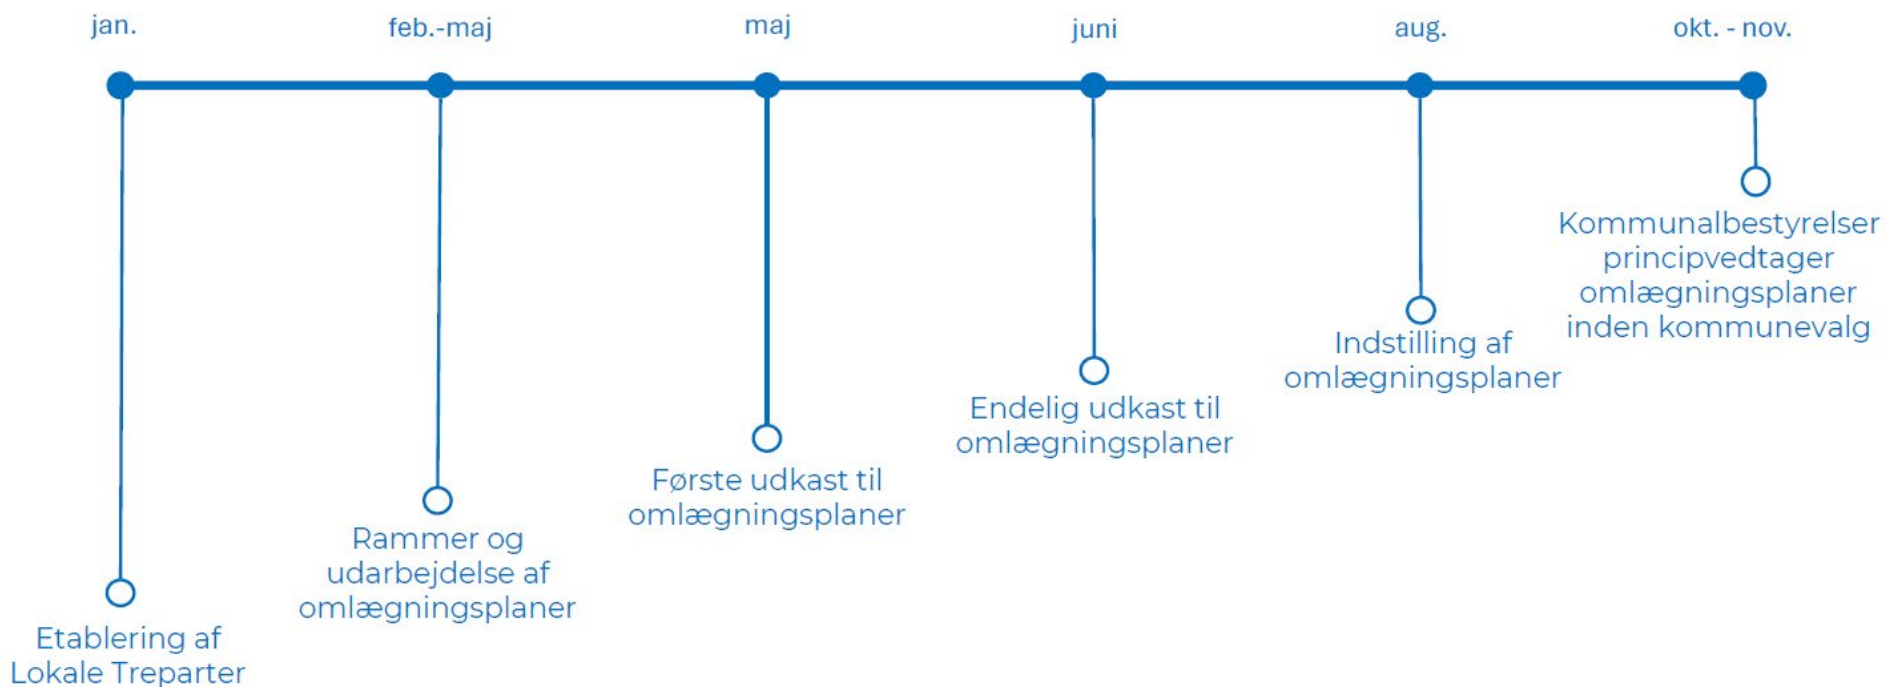 jan.
feb.-maj
maj
juni
aug.
okt. - nov.
Etablering af
Lokale Treparter
Rammer og
udarbejdelse af
omlægningsplaner
Første udkast til
omlægningsplaner
Endelig udkast til
omlægningsplaner
Indstilling af
omlægningsplaner
Kommunalbestyrelser
principvedtager
omlægningsplaner
inden kommunevalg